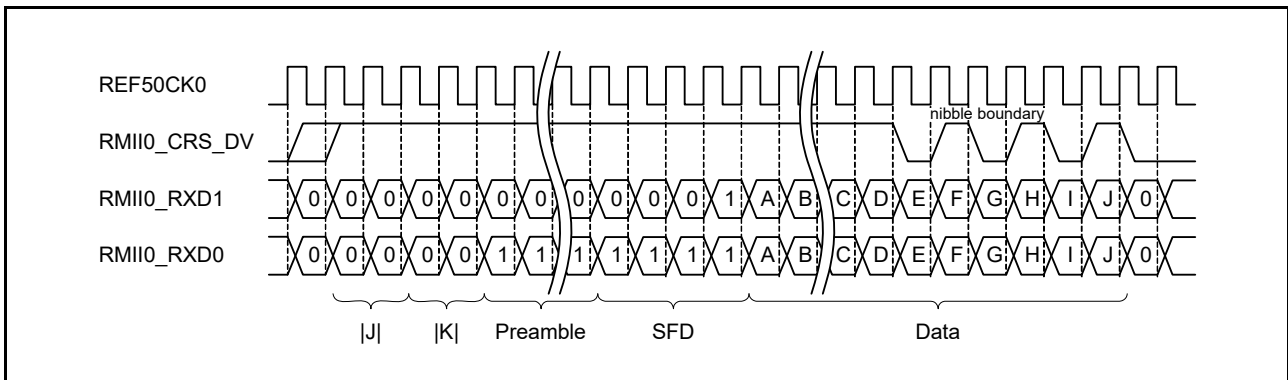 REF50CK0
nibble boundary
RMII0_CRS_DV
RMII0_RXD1 0 0 0 0 0 0 0 0 0 0 0 1 A B C D E F G H I J 0
RMII0_RXD0 0 0 0 0 0 1 1 1 1 1 1 1 A B C D E F G H I J 0
|J| |K| Preamble SFD Data